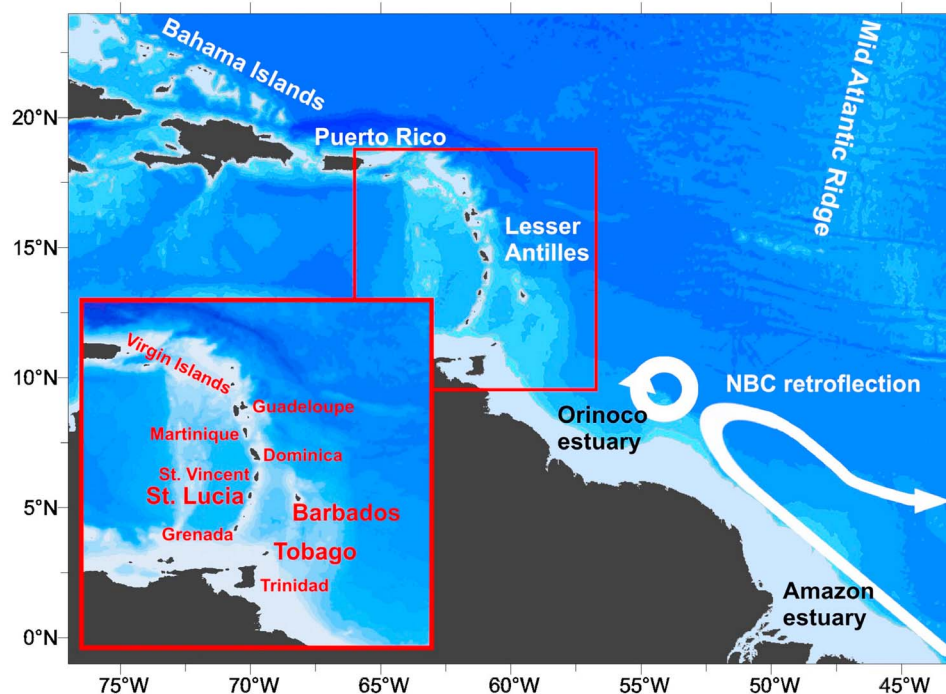 Bahama Islands
Mid Atlantic Ridge
20°N
Puerto Rico
Lesser
Antilles
15°N
10°N
NBC retroflection
Orinoco
estuary
Virgin Islands
Guadeloupe
Martinique
Dominica
St. Vincent
St. Lucia
Barbados
Grenada
Tobago
Trinidad
5°N
Amazon
estuary
0°N
75°W
70°W
65°W
60°W
55°W
50°W
45°W